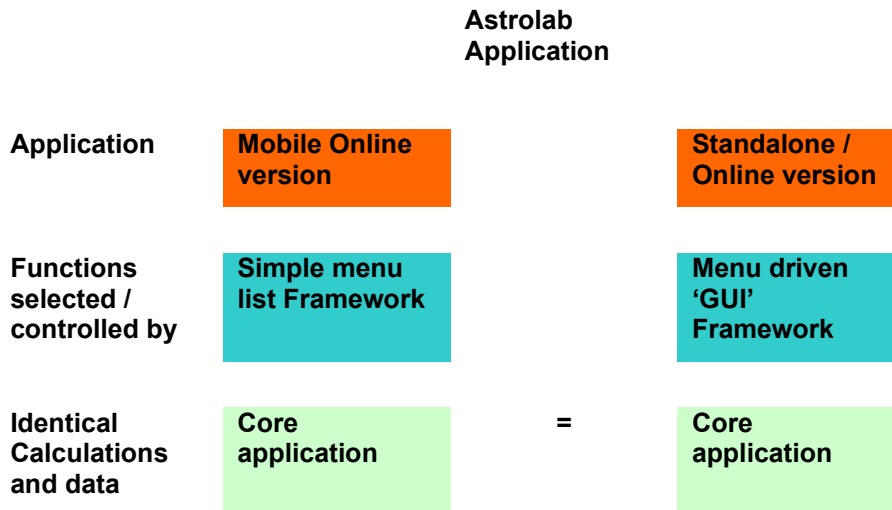 Astrolab
Application
Application
Mobile Online
version
Standalone /
Online version
Functions
selected /
controlled by
Simple menu
list Framework
Menu driven
‘GUI’
Framework
Identical
Calculations
and data
Core
application
=
Core
application